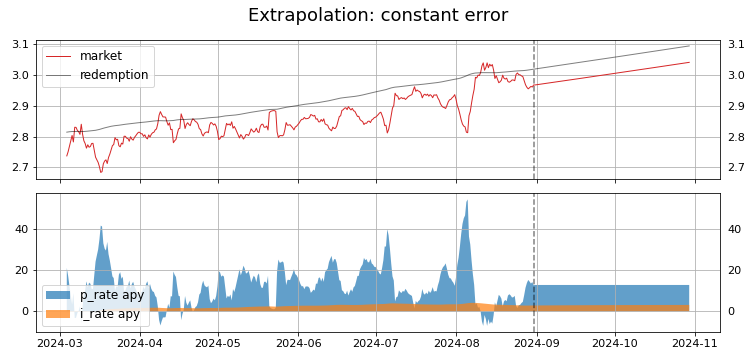 Extrapolation: constant error
3.1
3.0
2.9
2.8
2.7
market
redemption
3.1
3.0
2.9
2.8
2.7
40
20
0
p_rate apy
i_rate apy
40
20
0
2024-03 2024-04 2024-05 2024-06 2024-07 2024-08 2024-09 2024-10 2024-11